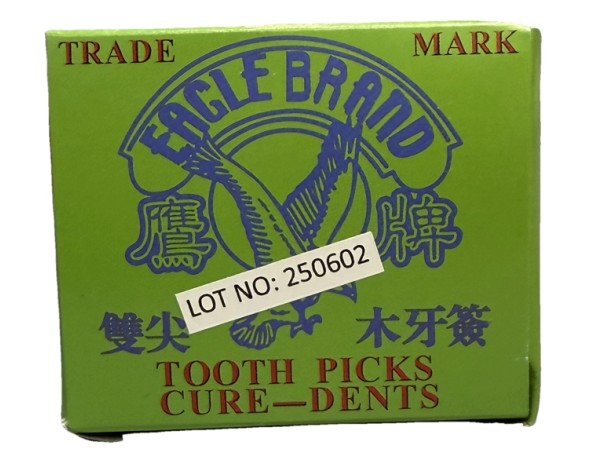 TRADE MARK
EAGLE BRAND
鷹 牌
LOT NO: 250602
雙尖 木牙簽
TOOTH PICKS
CURE—DENTS